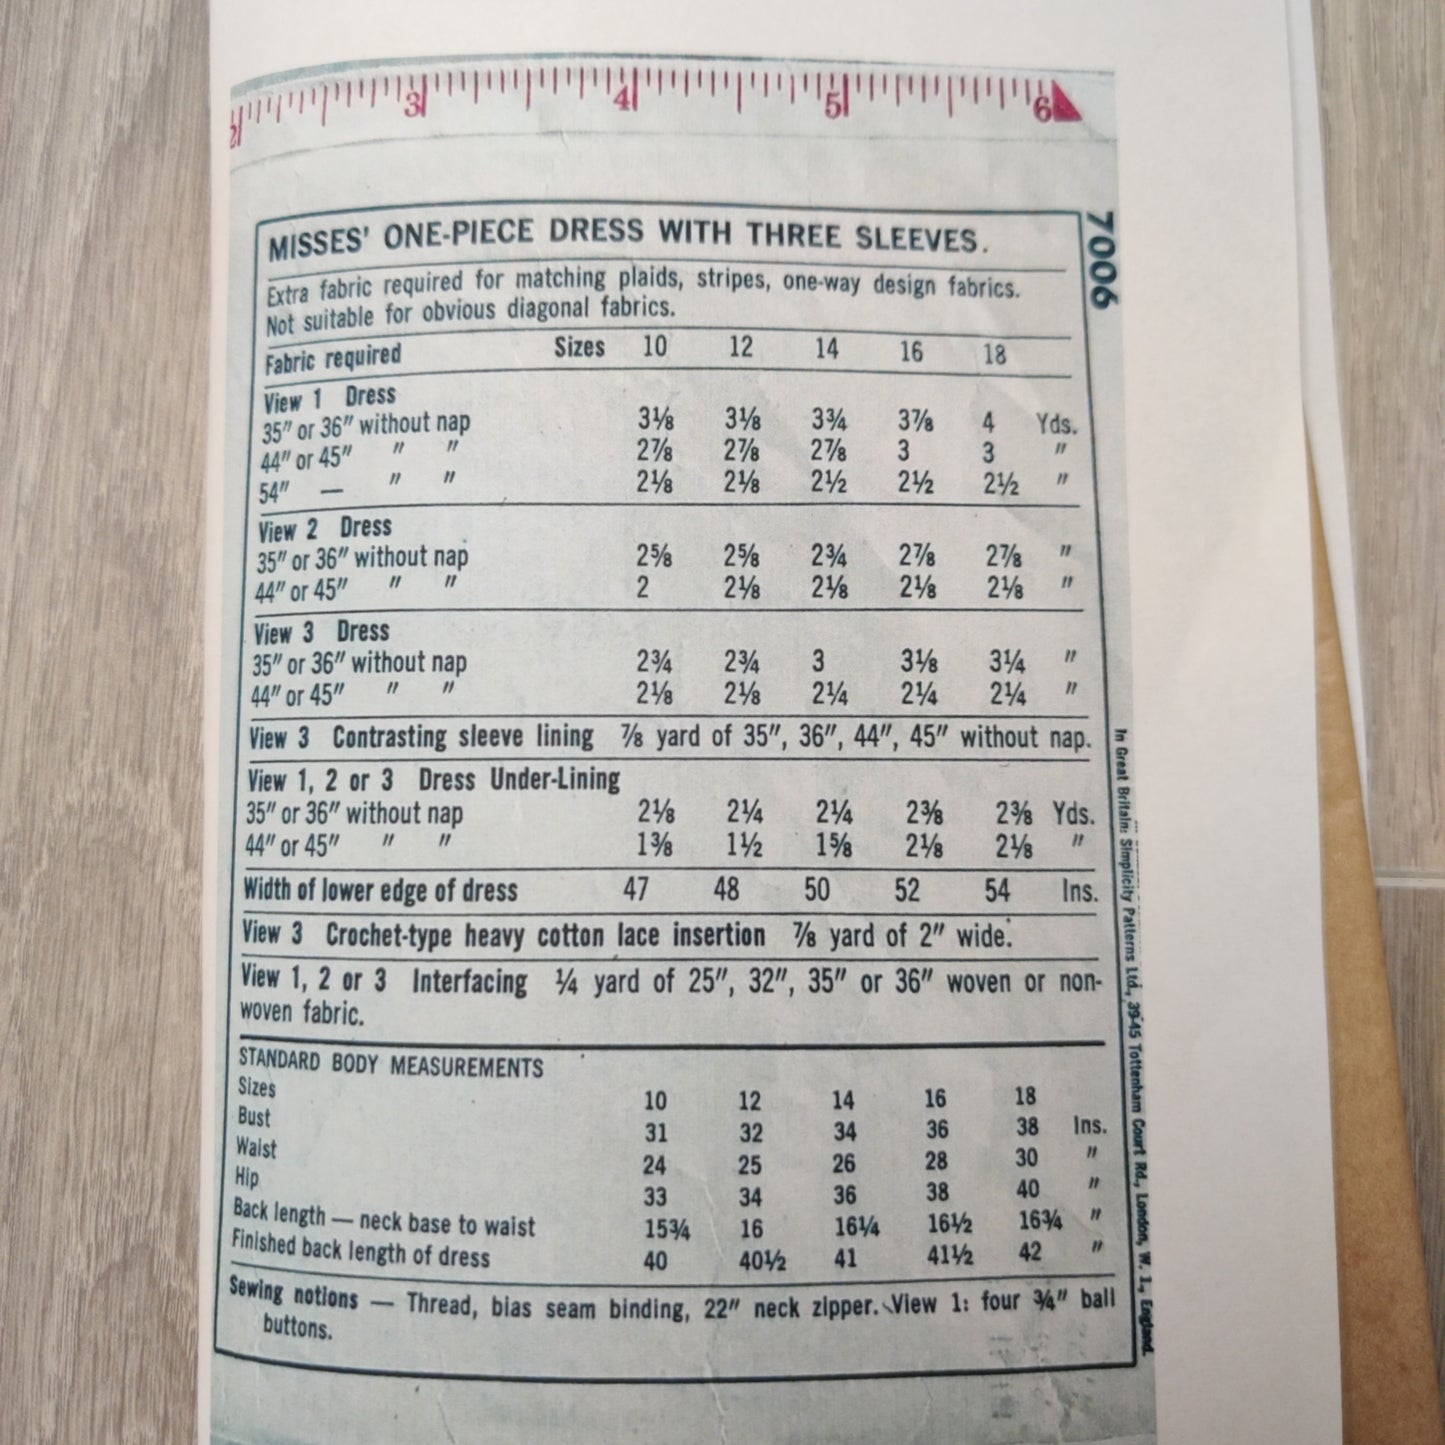 2 3 4 5 6
MISSES' ONE-PIECE DRESS WITH THREE SLEEVES.
7006
Extra fabric required for matching plaids, stripes, one-way design fabrics.
Not suitable for obvious diagonal fabrics.
Fabric required Sizes 10 12 14 16 18
View 1 Dress
35" or 36" without nap 3⅛ 3⅛ 3¾ 3⅞ 4 Yds.
44" or 45" " " 2⅞ 2⅞ 2⅞ 3 3 "
54" — " " 2⅛ 2⅛ 2½ 2½ 2½ "
View 2 Dress
35" or 36" without nap 2⅝ 2⅝ 2¾ 2⅞ 2⅞ "
44" or 45" " " 2 2⅛ 2⅛ 2⅛ 2⅛ "
View 3 Dress
35" or 36" without nap 2¾ 2¾ 3 3⅛ 3¼ "
44" or 45" " " 2⅛ 2⅛ 2¼ 2¼ 2¼ "
View 3 Contrasting sleeve lining ⅞ yard of 35", 36", 44", 45" without nap.
View 1, 2 or 3 Dress Under-Lining
35" or 36" without nap 2⅛ 2¼ 2¼ 2⅜ 2⅜ Yds.
44" or 45" " " 1⅜ 1½ 1⅝ 2⅛ 2⅛ "
Width of lower edge of dress 47 48 50 52 54 Ins.
View 3 Crochet-type heavy cotton lace insertion ⅞ yard of 2" wide.
View 1, 2 or 3 Interfacing ¼ yard of 25", 32", 35" or 36" woven or non-
woven fabric.
STANDARD BODY MEASUREMENTS
Sizes 10 12 14 16 18
Bust 31 32 34 36 38 Ins.
Waist 24 25 26 28 30 "
Hip 33 34 36 38 40 "
Back length — neck base to waist 15¾ 16 16¼ 16½ 16¾ "
Finished back length of dress 40 40½ 41 41½ 42 "
Sewing notions — Thread, bias seam binding, 22" neck zipper. View 1: four ¾" ball
buttons.
In Great Britain: Simplicity Patterns Ltd., 39-45 Tottenham Court Rd., London, W. 1., England.